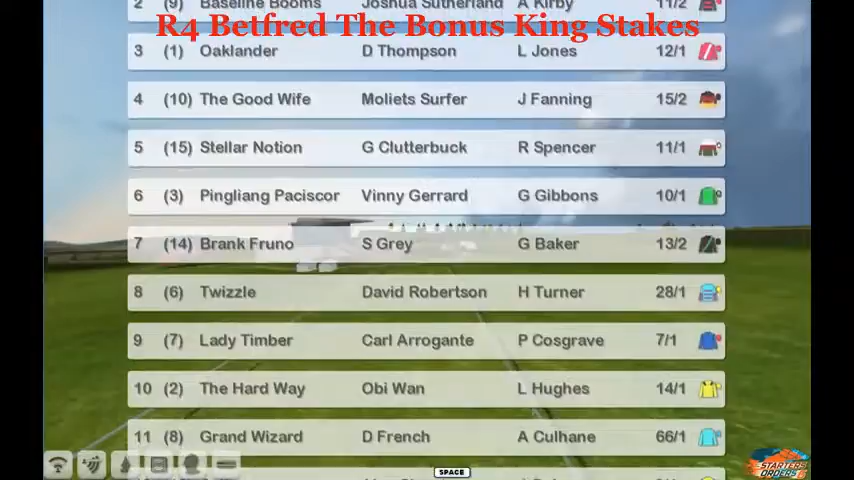 2 (9) Baseline Booms Joshua Sutherland A Kirby 11/2
R4 Betfred The Bonus King Stakes
3 (1) Oaklander D Thompson L Jones 12/1
4 (10) The Good Wife Moliets Surfer J Fanning 15/2
5 (15) Stellar Notion G Clutterbuck R Spencer 11/1
6 (3) Pingliang Paciscor Vinny Gerrard G Gibbons 10/1
7 (14) Brank Fruno S Grey G Baker 13/2
8 (6) Twizzle David Robertson H Turner 28/1
9 (7) Lady Timber Carl Arrogante P Cosgrave 7/1
10 (2) The Hard Way Obi Wan L Hughes 14/1
11 (8) Grand Wizard D French A Culhane 66/1
SPACE
STARTERS
ORDERS 6